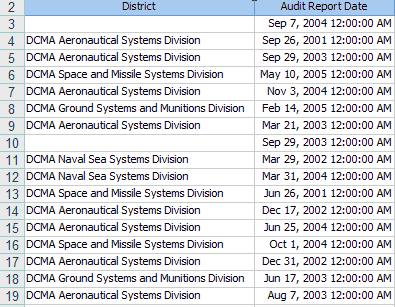 2 District Audit Report Date
3 Sep 7, 2004 12:00:00 AM
4 DCMA Aeronautical Systems Division Sep 26, 2001 12:00:00 AM
5 DCMA Aeronautical Systems Division Sep 29, 2003 12:00:00 AM
6 DCMA Space and Missile Systems Division May 10, 2005 12:00:00 AM
7 DCMA Aeronautical Systems Division Nov 3, 2004 12:00:00 AM
8 DCMA Ground Systems and Munitions Division Feb 14, 2005 12:00:00 AM
9 DCMA Aeronautical Systems Division Mar 21, 2003 12:00:00 AM
10 Sep 29, 2003 12:00:00 AM
11 DCMA Naval Sea Systems Division Mar 29, 2002 12:00:00 AM
12 DCMA Naval Sea Systems Division Mar 31, 2004 12:00:00 AM
13 DCMA Space and Missile Systems Division Jun 26, 2001 12:00:00 AM
14 DCMA Aeronautical Systems Division Dec 17, 2002 12:00:00 AM
15 DCMA Aeronautical Systems Division Jun 25, 2004 12:00:00 AM
16 DCMA Space and Missile Systems Division Oct 1, 2004 12:00:00 AM
17 DCMA Aeronautical Systems Division Dec 31, 2002 12:00:00 AM
18 DCMA Ground Systems and Munitions Division Jun 17, 2003 12:00:00 AM
19 DCMA Aeronautical Systems Division Aug 7, 2003 12:00:00 AM